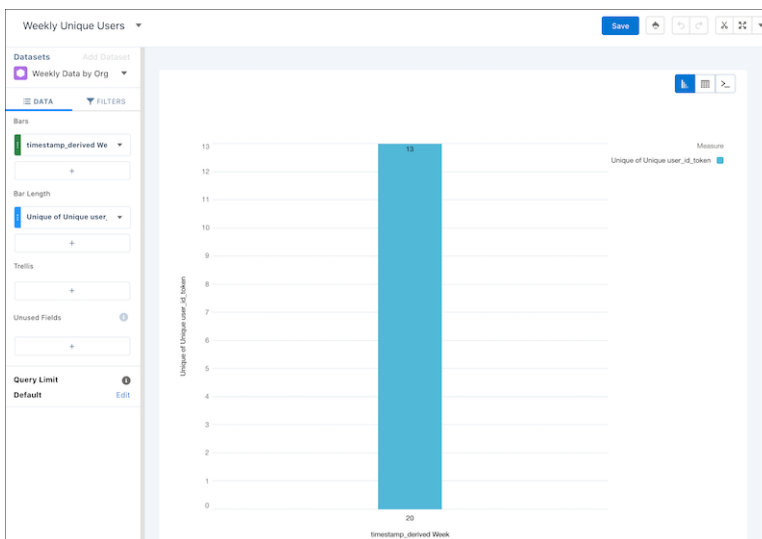 Weekly Unique Users
Save
Datasets
Add Dataset
Weekly Data by Org
DATA
FILTERS
Bars
timestamp_derived We
+
Bar Length
Unique of Unique user_
+
Trellis
+
Unused Fields
i
+
Query Limit
i
Default
Edit
Measure
Unique of Unique user_id_token
13
12
11
10
9
8
7
6
5
4
3
2
1
0
13
Unique of Unique user_id_token
20
timestamp_derived Week